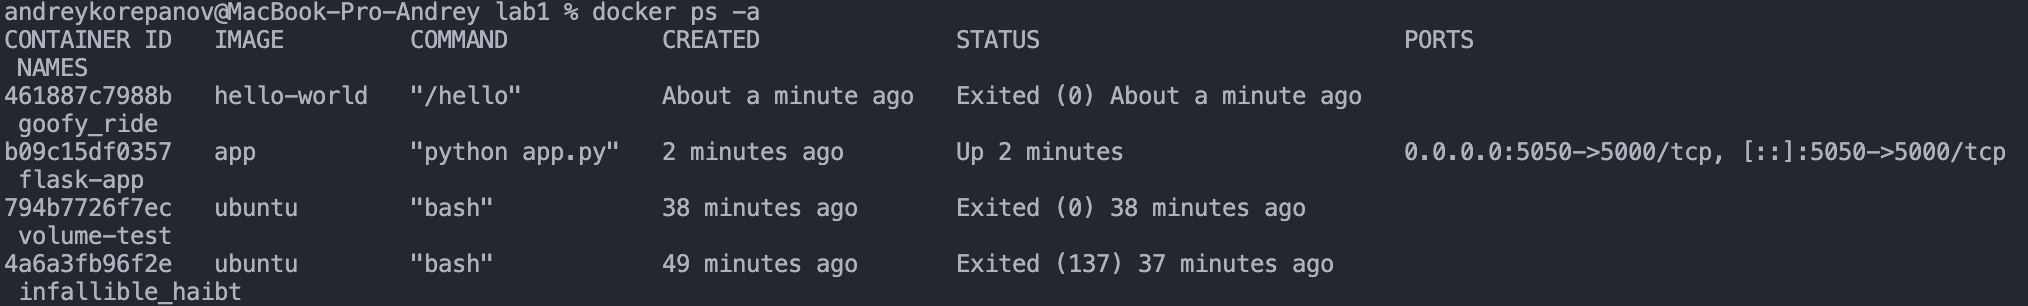 andreykorepanov@MacBook-Pro-Andrey lab1 % docker ps -a
CONTAINER ID   IMAGE         COMMAND           CREATED              STATUS                          PORTS
 NAMES
461887c7988b   hello-world   "/hello"          About a minute ago   Exited (0) About a minute ago
 goofy_ride
b09c15df0357   app           "python app.py"   2 minutes ago        Up 2 minutes                    0.0.0.0:5050->5000/tcp, [::]:5050->5000/tcp
 flask-app
794b7726f7ec   ubuntu        "bash"            38 minutes ago       Exited (0) 38 minutes ago
 volume-test
4a6a3fb96f2e   ubuntu        "bash"            49 minutes ago       Exited (137) 37 minutes ago
 infallible_haibt